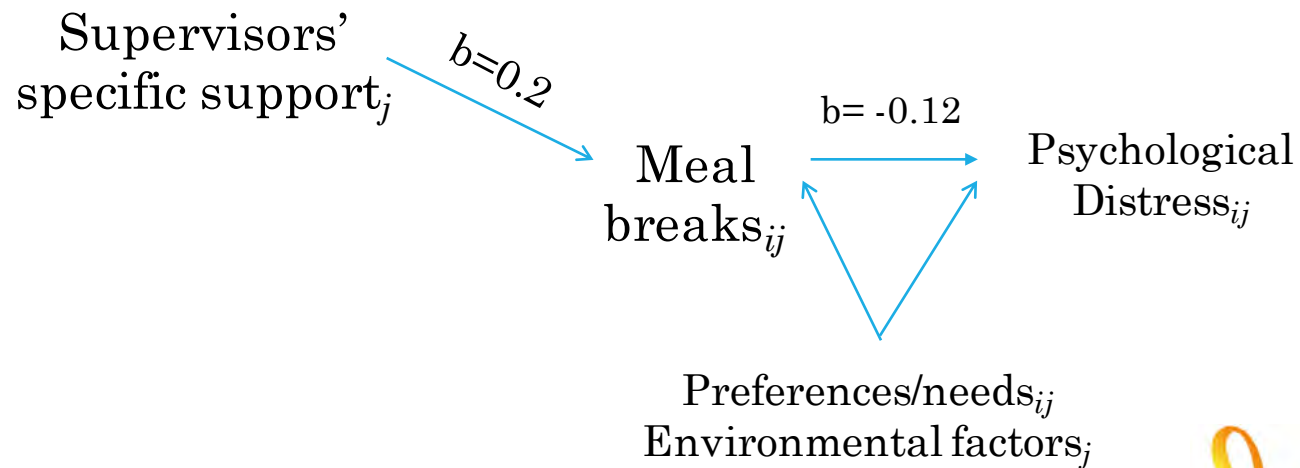 Supervisors’
specific support_j
b=0.2
b= -0.12
Meal
breaks_ij
Psychological
Distress_ij
Preferences/needs_ij
Environmental factors_j